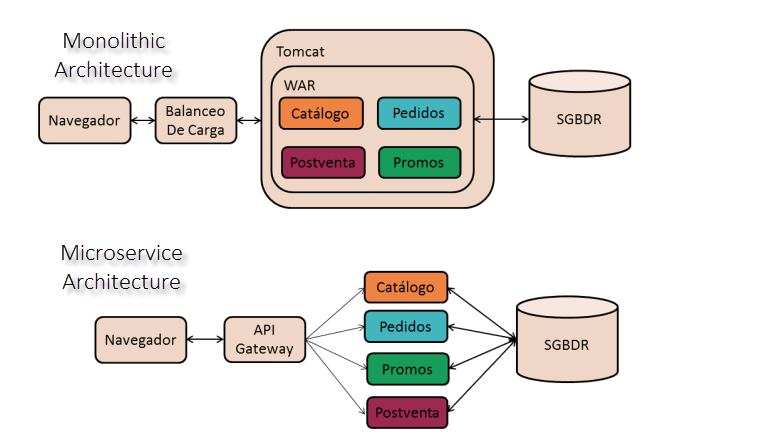 Monolithic
Architecture
Tomcat
WAR
Navegador
Balanceo
De Carga
Catálogo
Pedidos
Postventa
Promos
SGBDR
Microservice
Architecture
Navegador
API
Gateway
Catálogo
Pedidos
Promos
Postventa
SGBDR